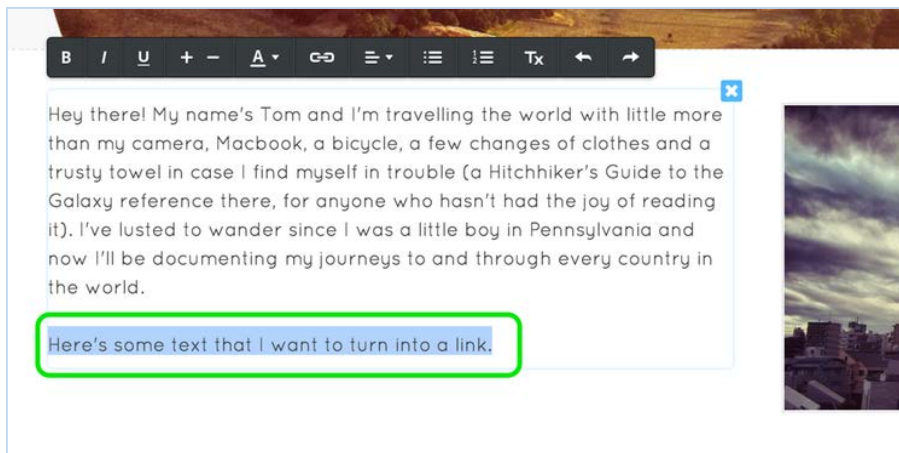 B I U + − A Tx
Hey there! My name's Tom and I'm travelling the world with little more
than my camera, Macbook, a bicycle, a few changes of clothes and a
trusty towel in case I find myself in trouble (a Hitchhiker's Guide to the
Galaxy reference there, for anyone who hasn't had the joy of reading
it). I've lusted to wander since I was a little boy in Pennsylvania and
now I'll be documenting my journeys to and through every country in
the world.
Here's some text that I want to turn into a link.